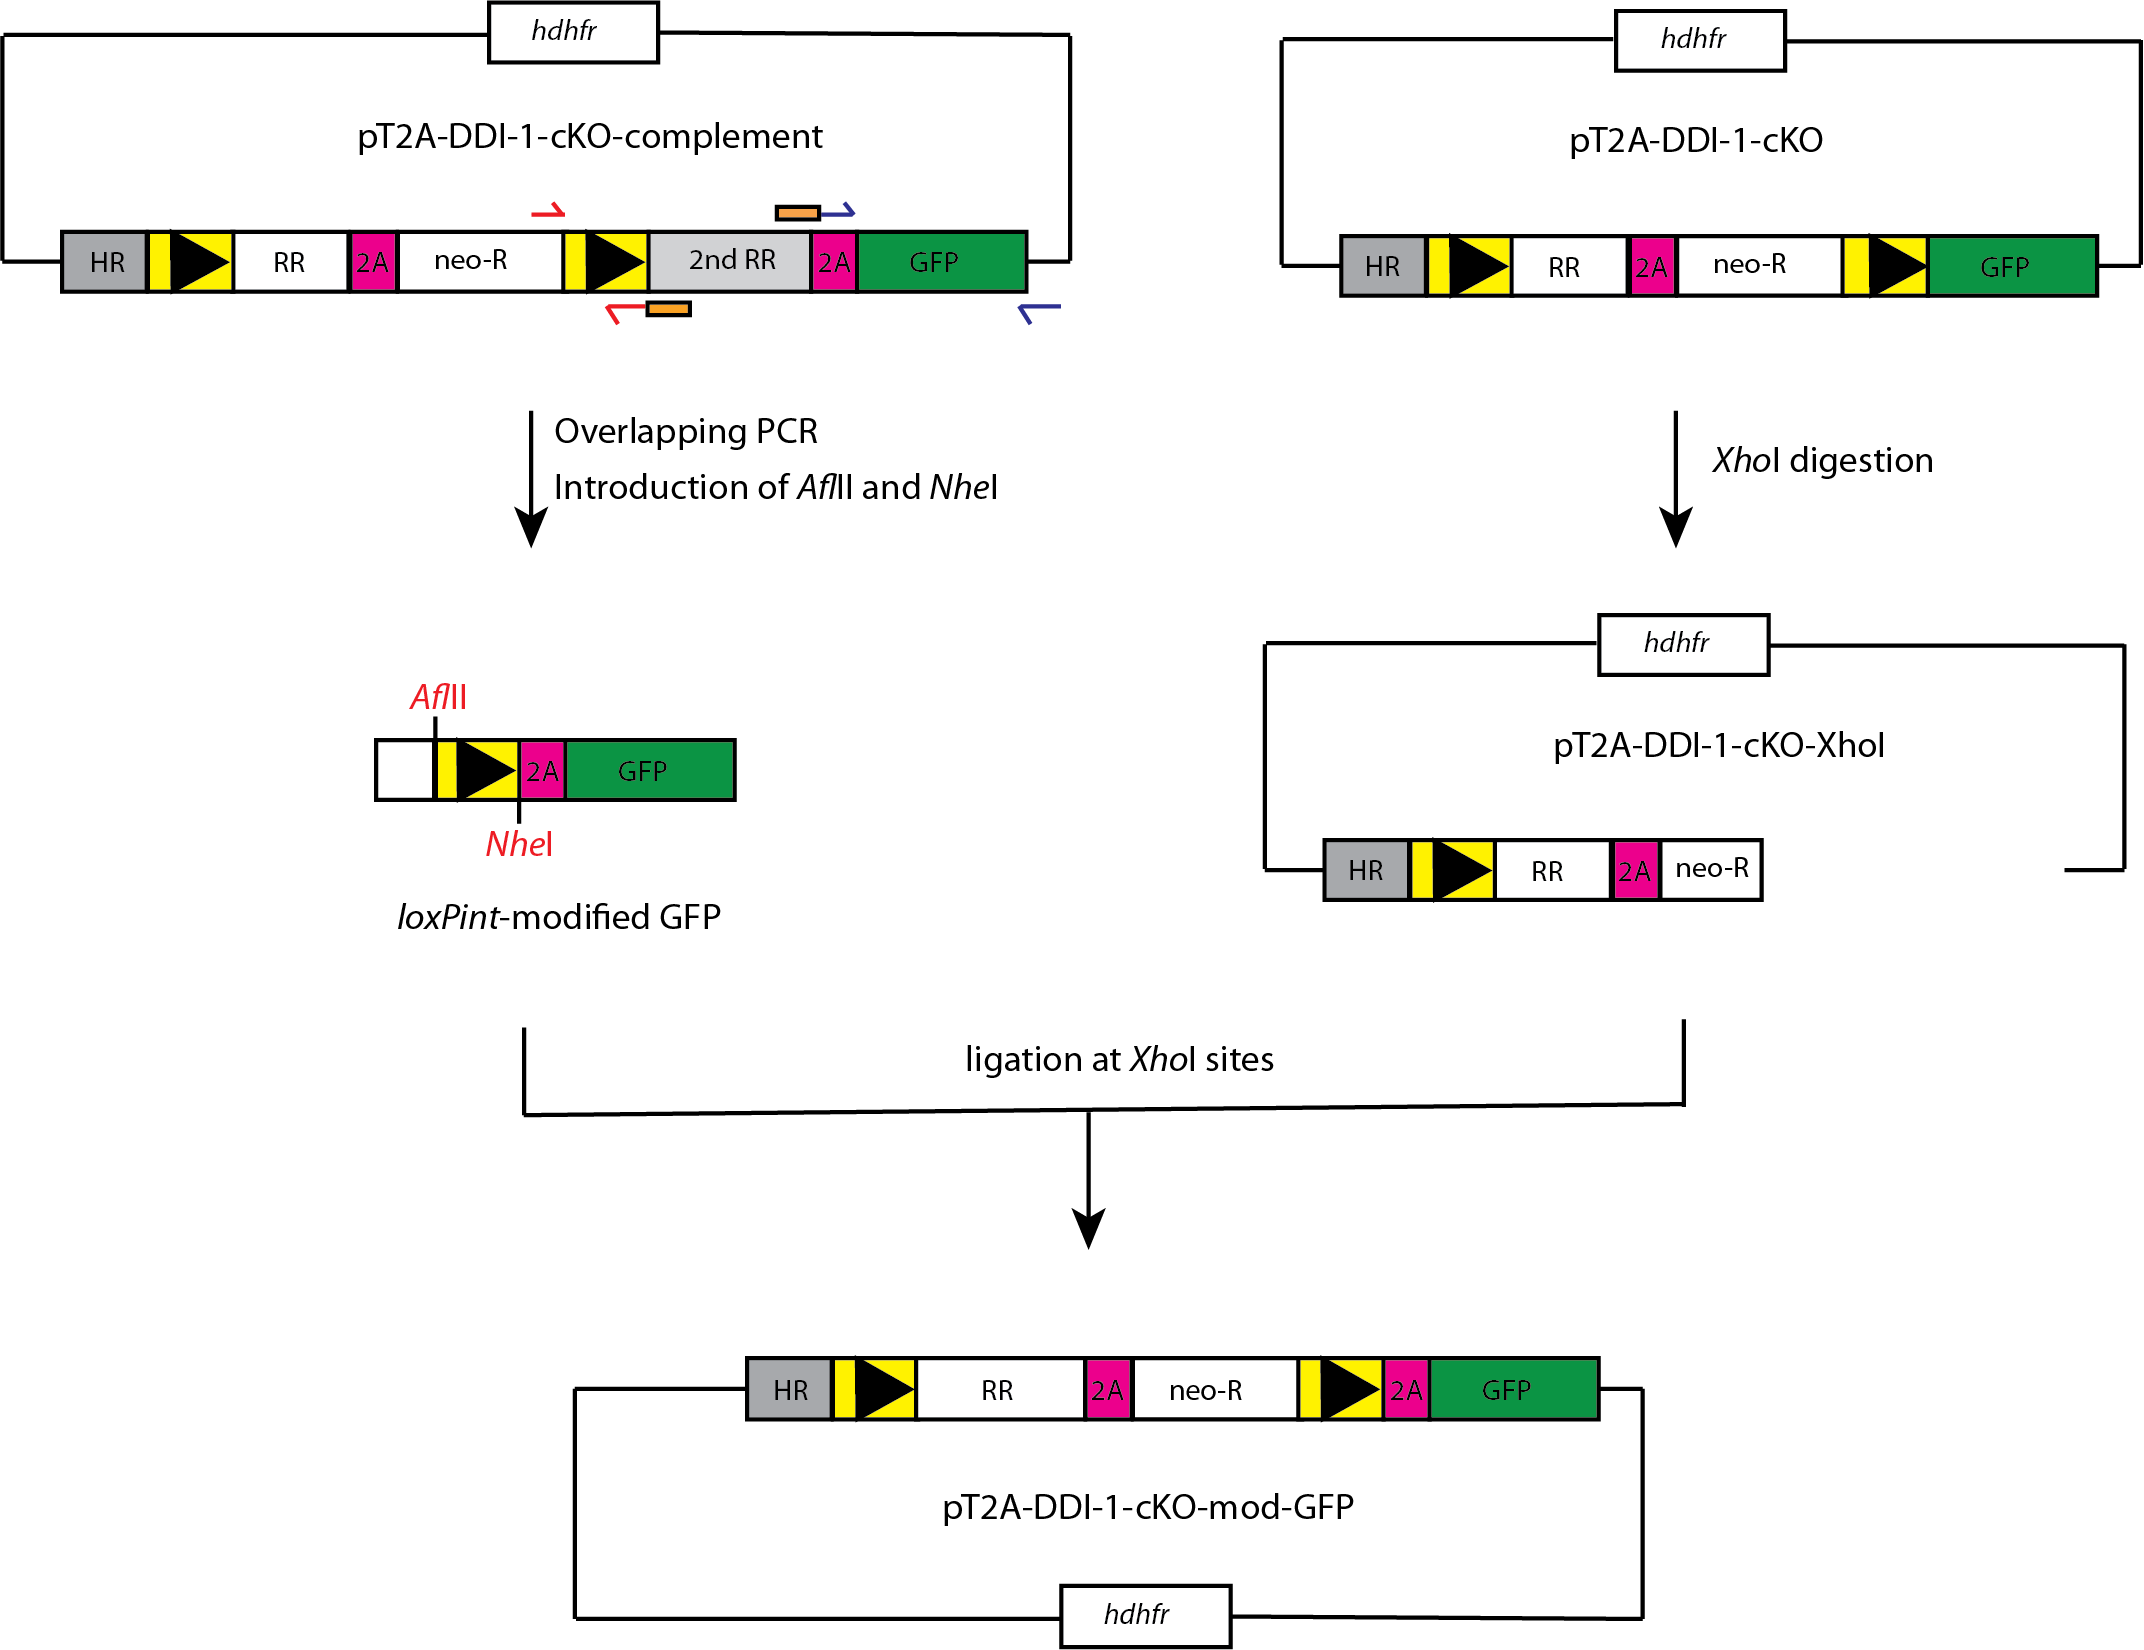 hdhfr
pT2A-DDI-1-cKO-complement
HR RR 2A neo-R 2nd RR 2A GFP
hdhfr
pT2A-DDI-1-cKO
HR RR 2A neo-R GFP
Overlapping PCR
Introduction of AflII and NheI
XhoI digestion
AflII
2A GFP
NheI
loxPint-modified GFP
hdhfr
pT2A-DDI-1-cKO-XhoI
HR RR 2A neo-R
ligation at XhoI sites
HR RR 2A neo-R 2A GFP
pT2A-DDI-1-cKO-mod-GFP
hdhfr